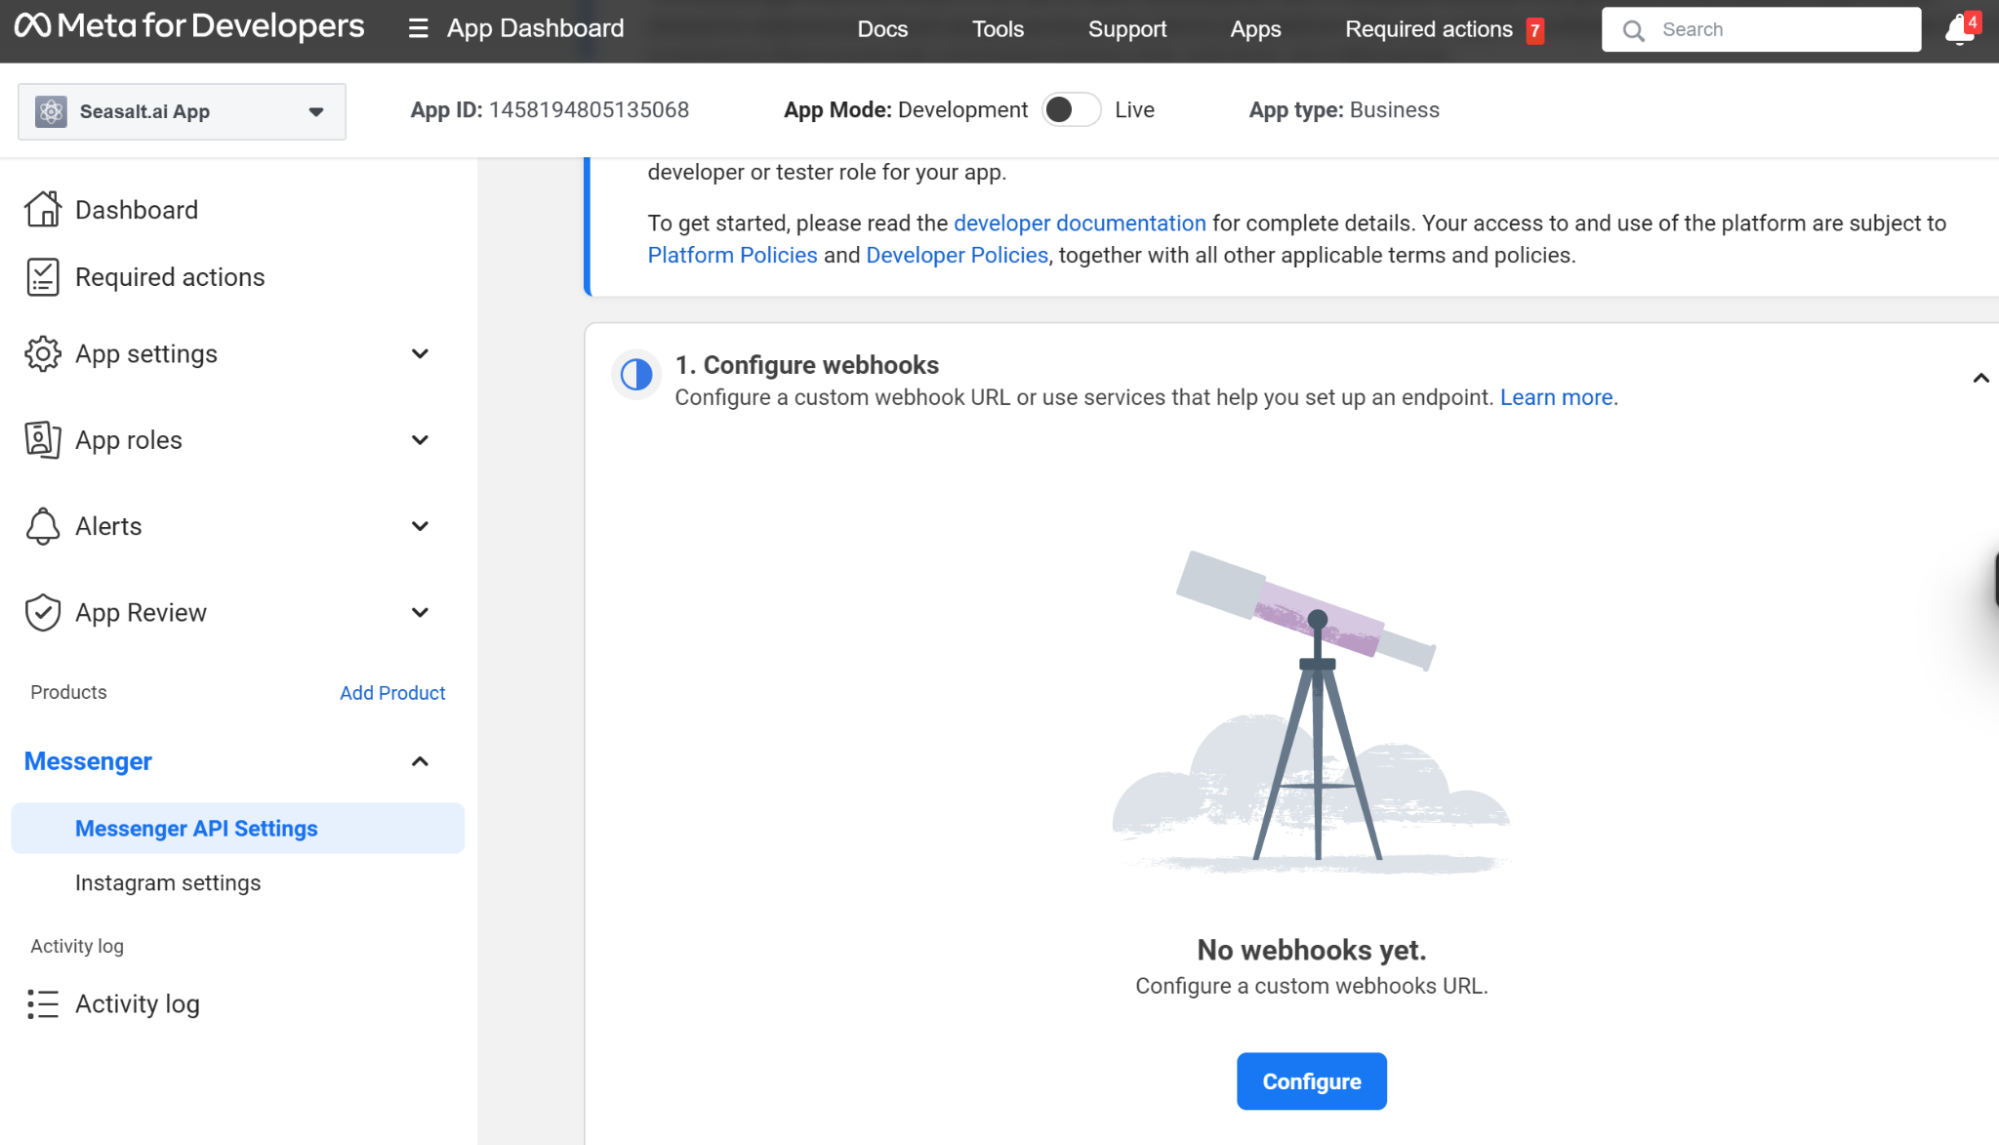 Meta for Developers
App Dashboard
Docs
Tools
Support
Apps
Required actions 7
Search
4
Seasalt.ai App
App ID: 1458194805135068
App Mode: Development
Live
App type: Business
Dashboard
Required actions
App settings
App roles
Alerts
App Review
Products
Add Product
Messenger
Messenger API Settings
Instagram settings
Activity log
Activity log
developer or tester role for your app.
To get started, please read the developer documentation for complete details. Your access to and use of the platform are subject to
Platform Policies and Developer Policies, together with all other applicable terms and policies.
1. Configure webhooks
Configure a custom webhook URL or use services that help you set up an endpoint. Learn more.
No webhooks yet.
Configure a custom webhooks URL.
Configure